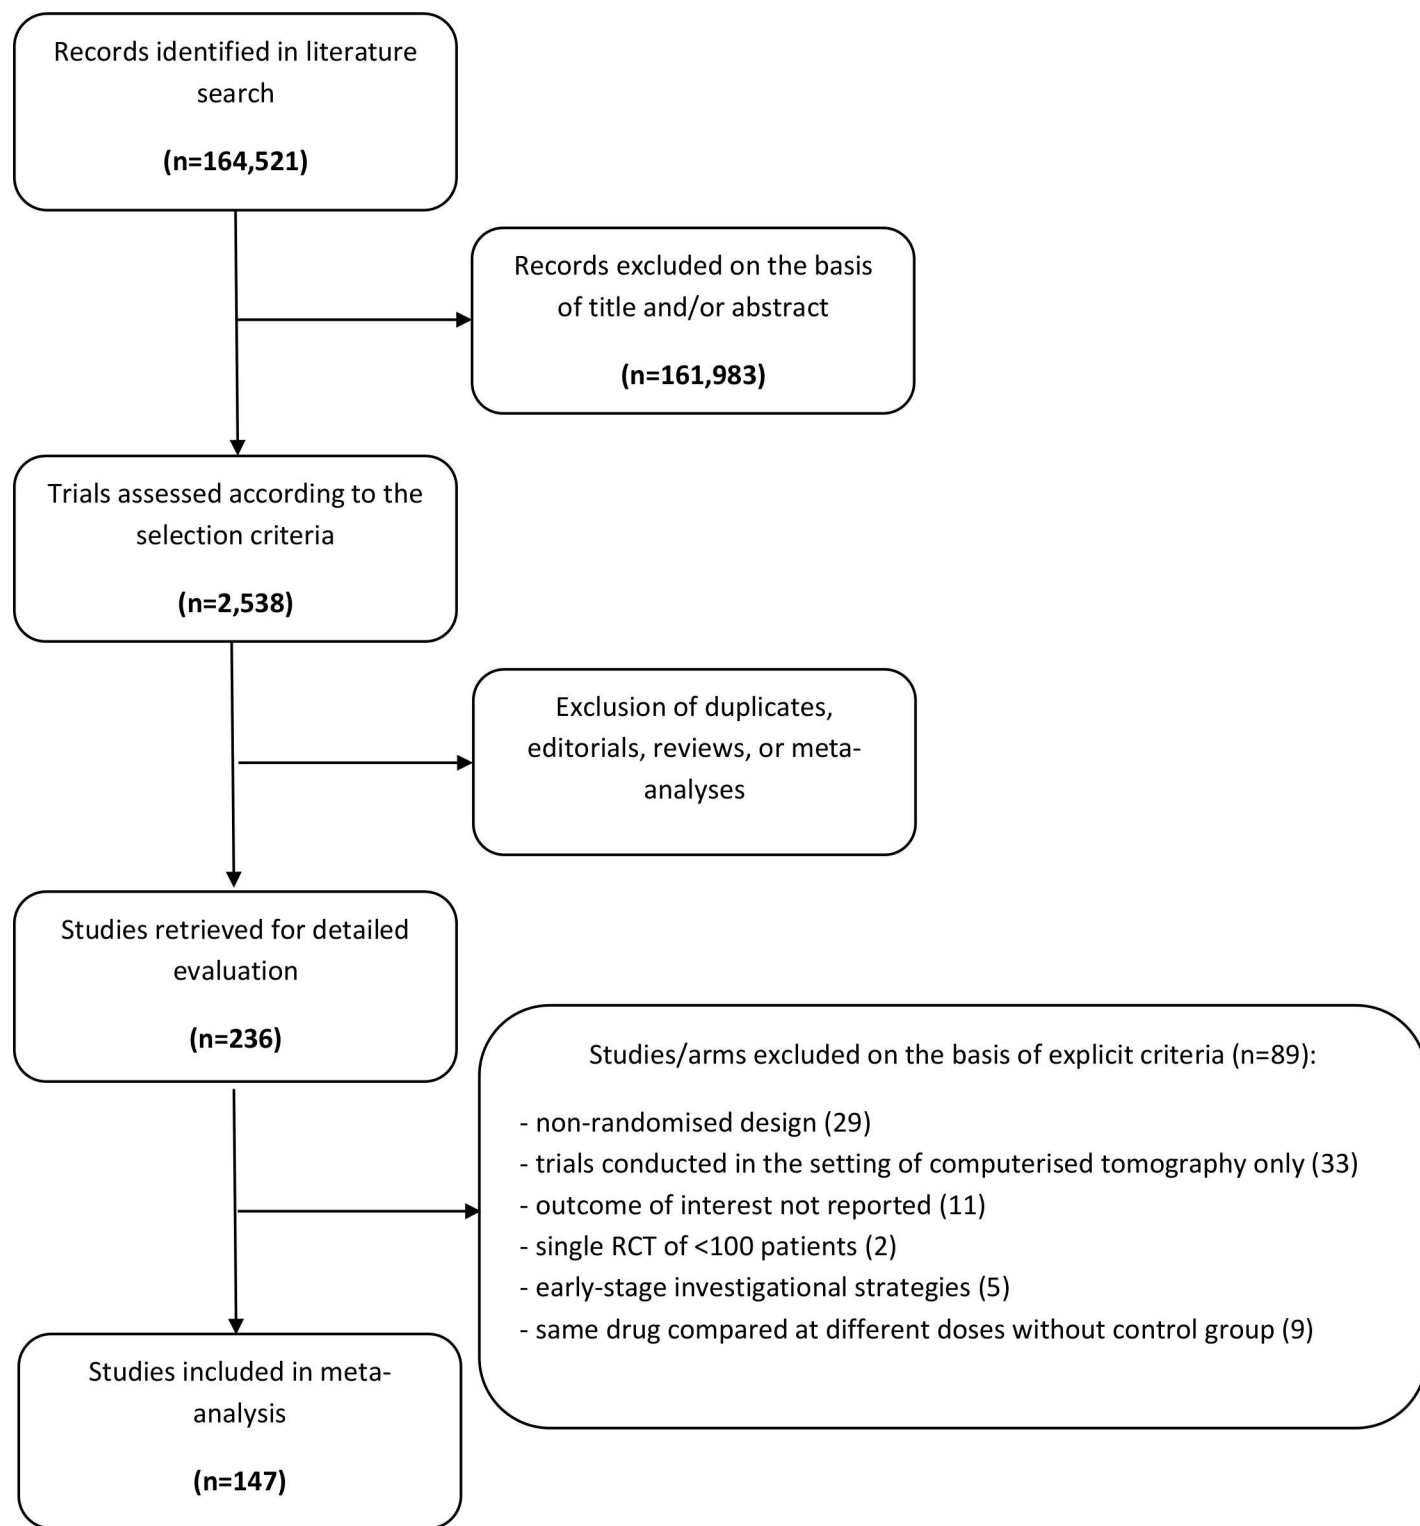 Records identified in literature
search
(n=164,521)
Records excluded on the basis
of title and/or abstract
(n=161,983)
Trials assessed according to the
selection criteria
(n=2,538)
Exclusion of duplicates,
editorials, reviews, or meta-
analyses
Studies retrieved for detailed
evaluation
(n=236)
Studies/arms excluded on the basis of explicit criteria (n=89):
- non-randomised design (29)
- trials conducted in the setting of computerised tomography only (33)
- outcome of interest not reported (11)
- single RCT of <100 patients (2)
- early-stage investigational strategies (5)
- same drug compared at different doses without control group (9)
Studies included in meta-
analysis
(n=147)